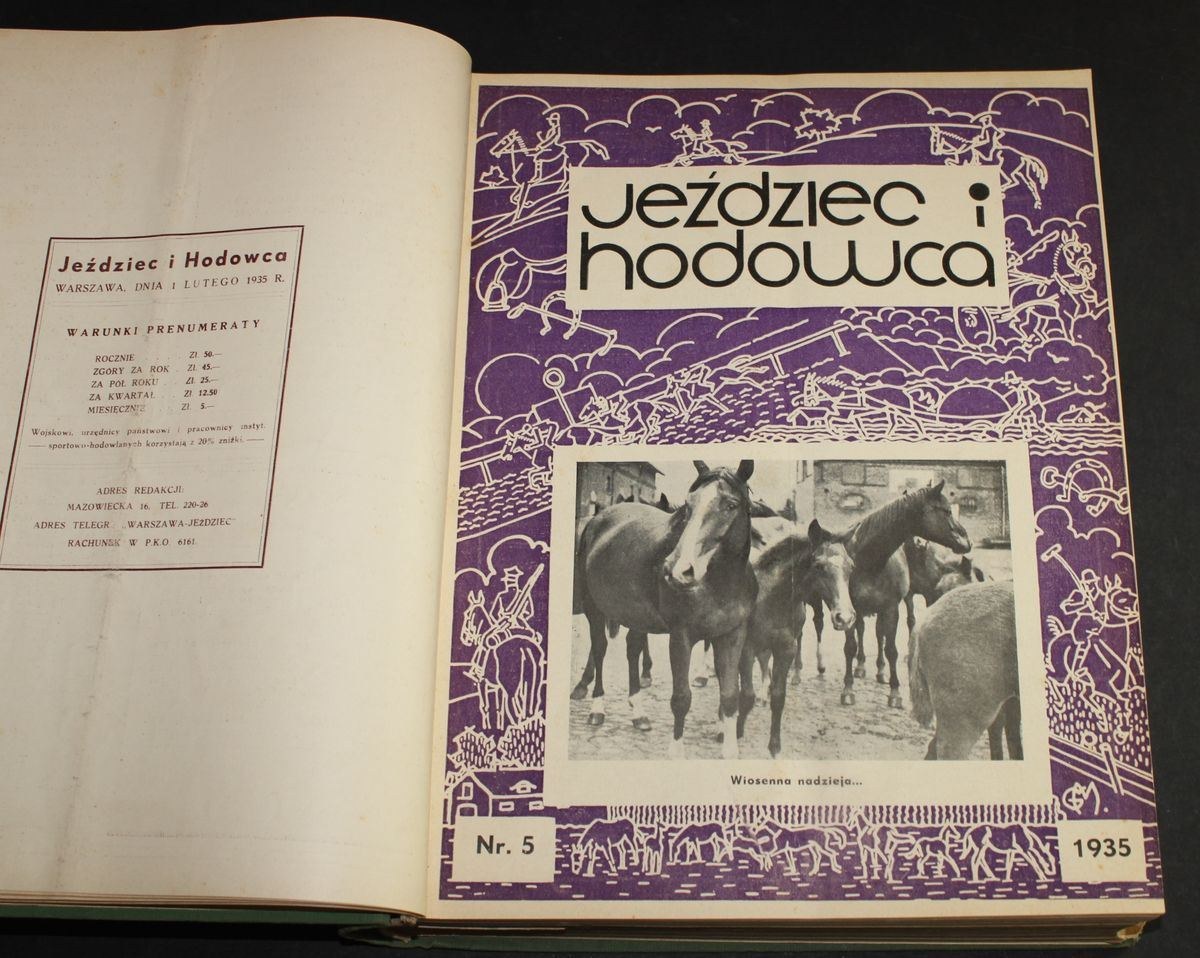 Jeździec i Hodowca
WARSZAWA, DNIA 1 LUTEGO 1935 R.
WARUNKI PRENUMERATY
ROCZNIE . . . . Zł. 50.—
ZGÓRY ZA ROK . Zł. 45.—
ZA PÓŁ ROKU . . Zł. 25.—
ZA KWARTAŁ . . Zł. 12.50
MIESIĘCZNIE . . Zł. 5.—
Wojskowi, urzędnicy państwowi i pracownicy instyt.
sportowo-hodowlanych korzystają z 20% zniżki.
ADRES REDAKCJI:
MAZOWIECKA 16, TEL. 220-26
ADRES TELEGR. „WARSZAWA-JEŹDZIEC"
RACHUNEK W P.K.O. 6161.
jeździec i
hodowca
Wiosenna nadzieja...
Nr. 5
1935